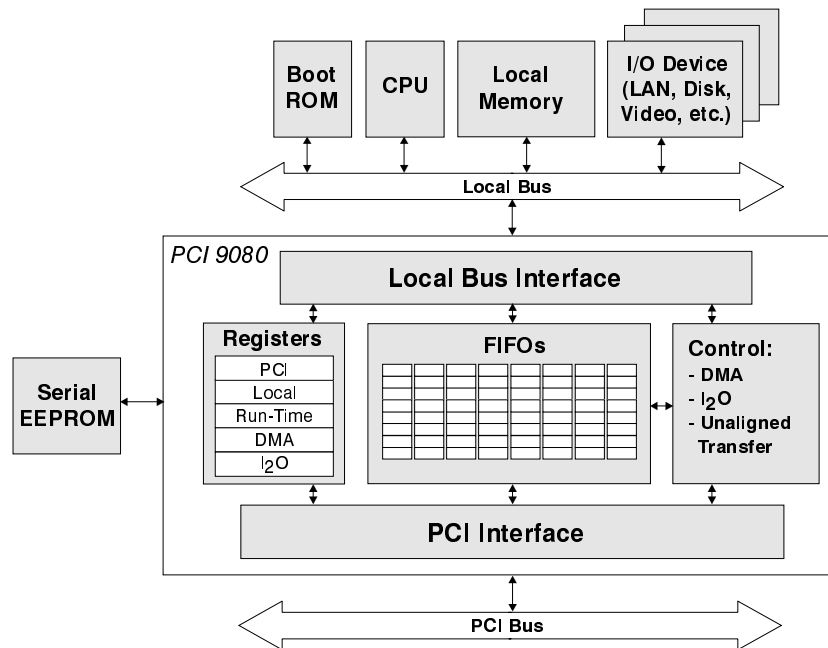 Boot
ROM
CPU
Local
Memory
I/O Device
(LAN, Disk,
Video, etc.)
Local Bus
PCI 9080
Local Bus Interface
Registers
PCI
Local
Run-Time
DMA
I2O
FIFOs
Control:
- DMA
- I2O
- Unaligned
Transfer
Serial
EEPROM
PCI Interface
PCI Bus